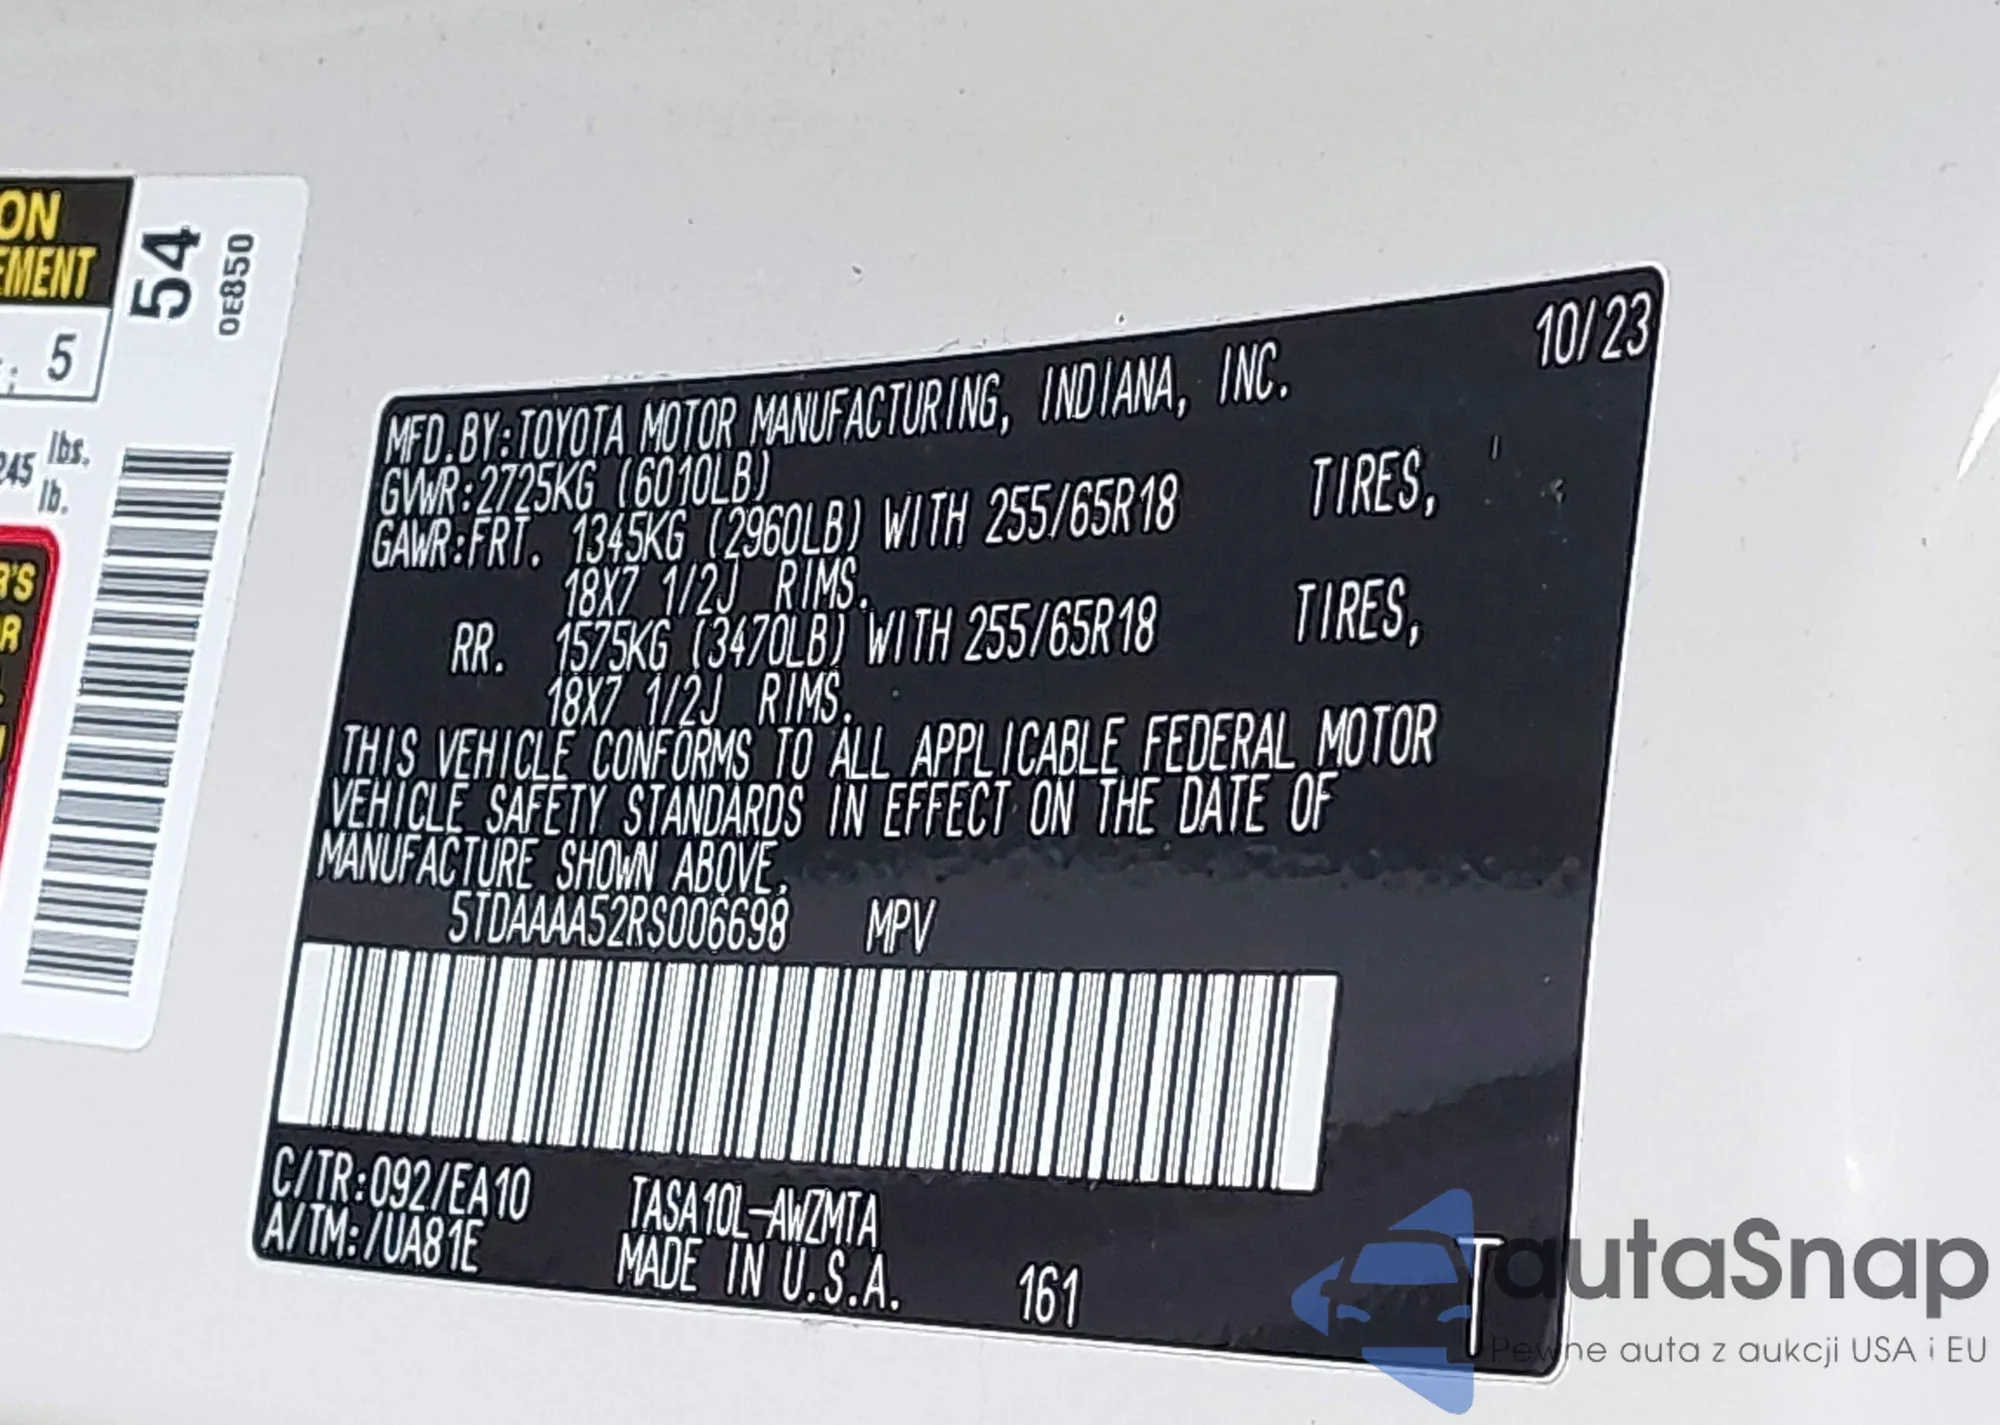 ON
EMENT
: 5
245 lbs.
lb.
R'S
OR
54
0E850
10/23
MFD.BY:TOYOTA MOTOR MANUFACTURING, INDIANA, INC.
GVWR:2725KG (6010LB)
GAWR:FRT. 1345KG (2960LB) WITH 255/65R18 TIRES,
18X7 1/2J RIMS.
RR. 1575KG (3470LB) WITH 255/65R18 TIRES,
18X7 1/2J RIMS.
THIS VEHICLE CONFORMS TO ALL APPLICABLE FEDERAL MOTOR
VEHICLE SAFETY STANDARDS IN EFFECT ON THE DATE OF
MANUFACTURE SHOWN ABOVE.
5TDAAAA52RS006698 MPV
C/TR:092/EA10 TASA10L-AWZMTA
A/TM:/UA81E MADE IN U.S.A. 161
T
autaSnap
Pewne auta z aukcji USA i EU